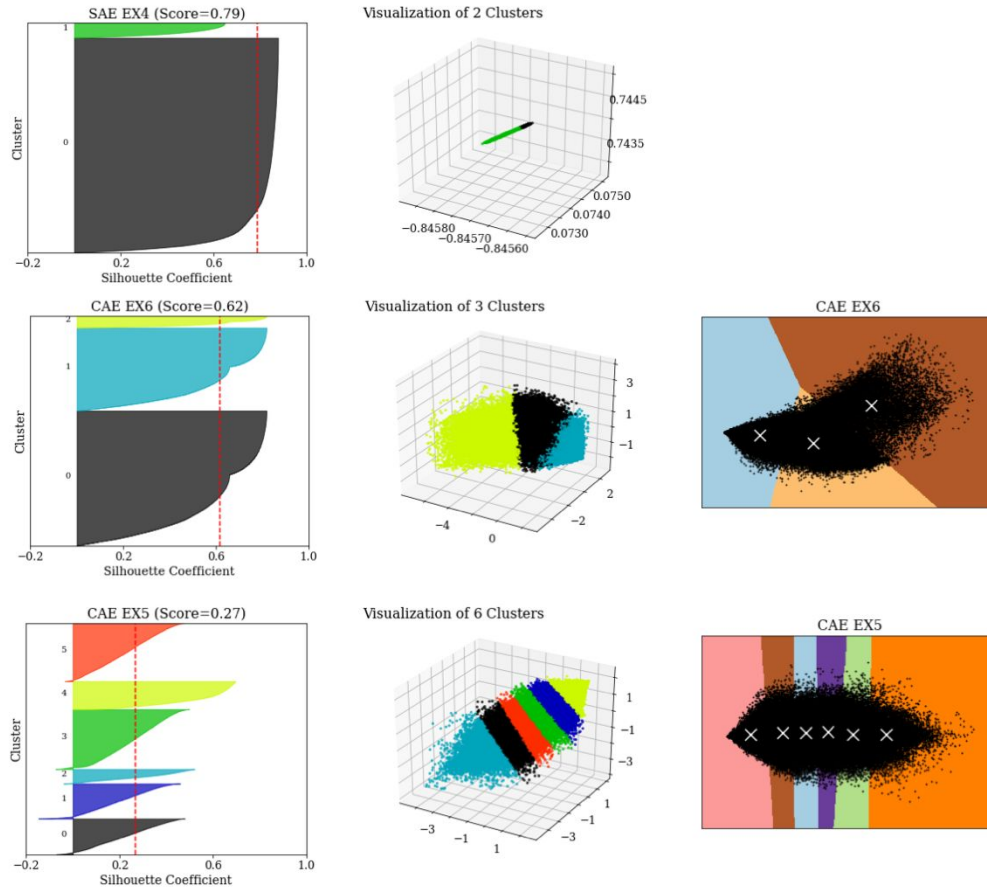 SAE EX4 (Score=0.79)
1
0
Cluster
−0.2 0.2 0.6 1.0
Silhouette Coefficient
Visualization of 2 Clusters
0.7445
0.7435
0.0750
0.0740
0.0730
−0.84580
−0.84570
−0.84560
CAE EX6 (Score=0.62)
2
1
0
Cluster
−0.2 0.2 0.6 1.0
Silhouette Coefficient
Visualization of 3 Clusters
3
1
−1
2
−2
−4
0
CAE EX6
CAE EX5 (Score=0.27)
5
4
3
2
1
0
Cluster
−0.2 0.2 0.6 1.0
Silhouette Coefficient
Visualization of 6 Clusters
1
−1
−3
1
−1
−3
−3
−1
1
CAE EX5